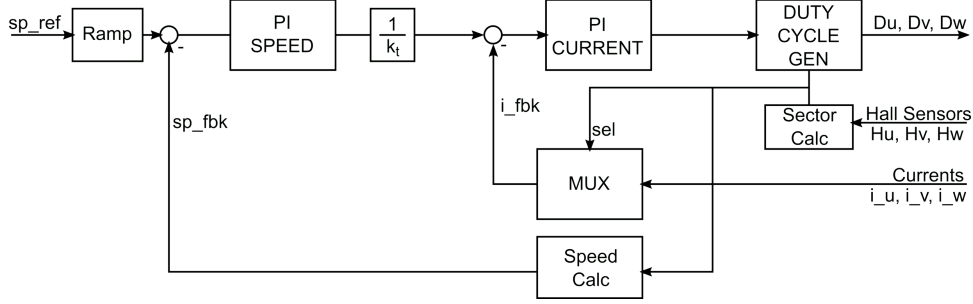 sp_ref
Ramp
-
PI
SPEED
1
kt
-
PI
CURRENT
DUTY
CYCLE
GEN
Du, Dv, Dw
sp_fbk
i_fbk
sel
Sector
Calc
Hall Sensors
Hu, Hv, Hw
MUX
Currents
i_u, i_v, i_w
Speed
Calc